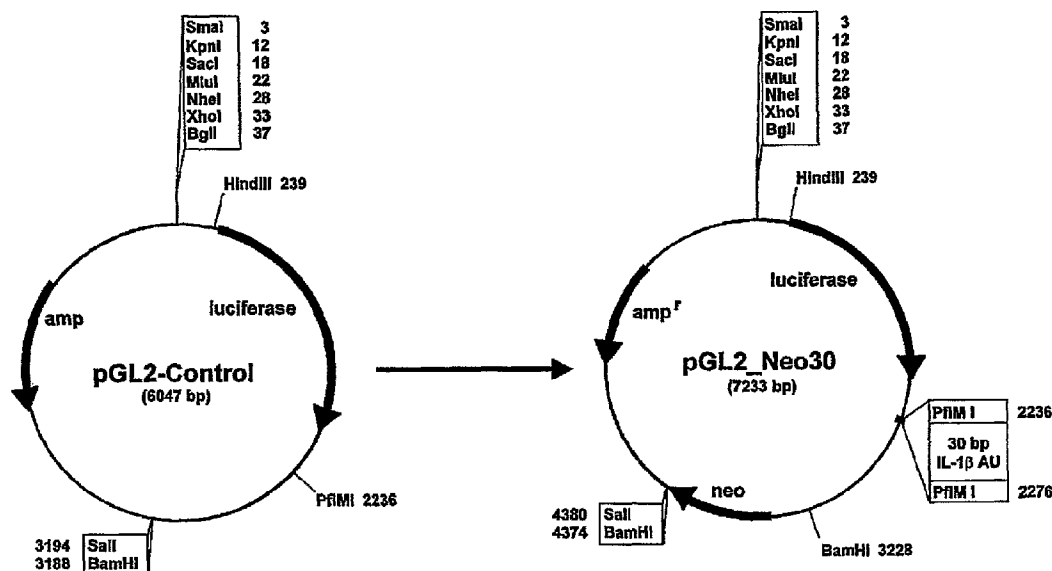 SmaI 3
KpnI 12
SacI 18
MluI 22
NheI 28
XhoI 33
BglI 37
HindIII 239
luciferase
amp
pGL2-Control
(6047 bp)
PflMI 2236
3194 SalI
3188 BamHI
SmaI 3
KpnI 12
SacI 18
MluI 22
NheI 28
XhoI 33
BglI 37
HindIII 239
luciferase
amp r
pGL2_Neo30
(7233 bp)
PflM I 2236
30 bp
IL-1β AU
PflM I 2276
neo
4380 SalI
4374 BamHI
BamHI 3228